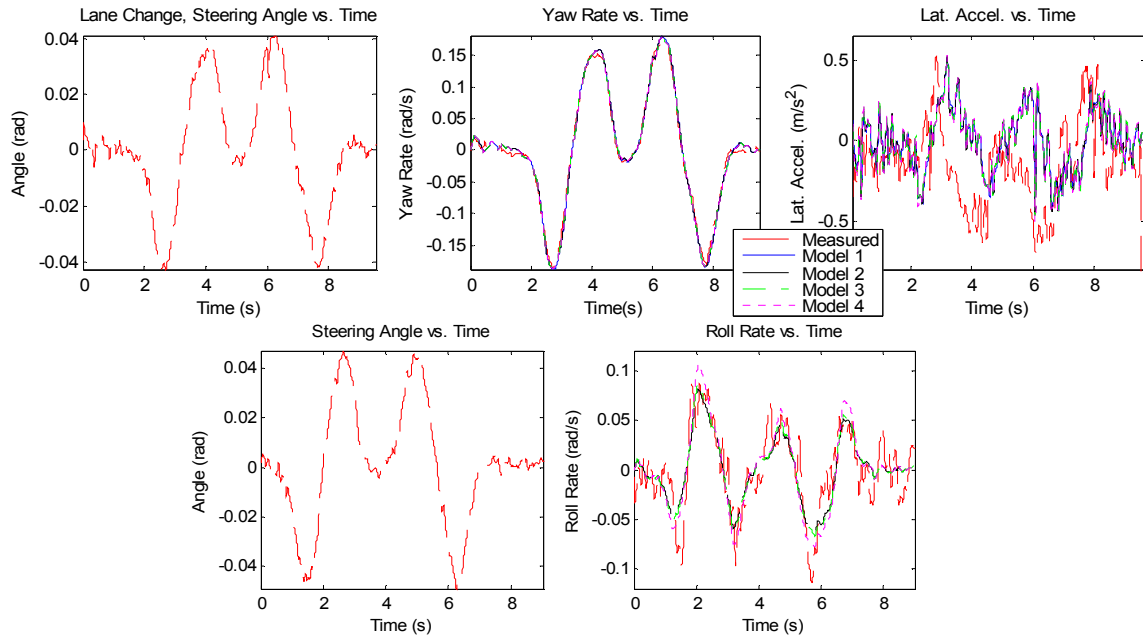 Lane Change, Steering Angle vs. Time
0.04
0.02
0
-0.02
-0.04
Angle (rad)
0 2 4 6 8
Time (s)
Yaw Rate vs. Time
0.15
0.1
0.05
0
-0.05
-0.1
-0.15
Yaw Rate (rad/s)
0 2 4 6 8
Time(s)
Lat. Accel. vs. Time
0.5
0
-0.5
Lat. Accel. (m/s²)
0 2 4 6 8
Time (s)
Measured
Model 1
Model 2
Model 3
Model 4
Steering Angle vs. Time
0.04
0.02
0
-0.02
-0.04
Angle (rad)
0 2 4 6 8
Time (s)
Roll Rate vs. Time
0.1
0.05
0
-0.05
-0.1
Roll Rate (rad/s)
0 2 4 6 8
Time (s)